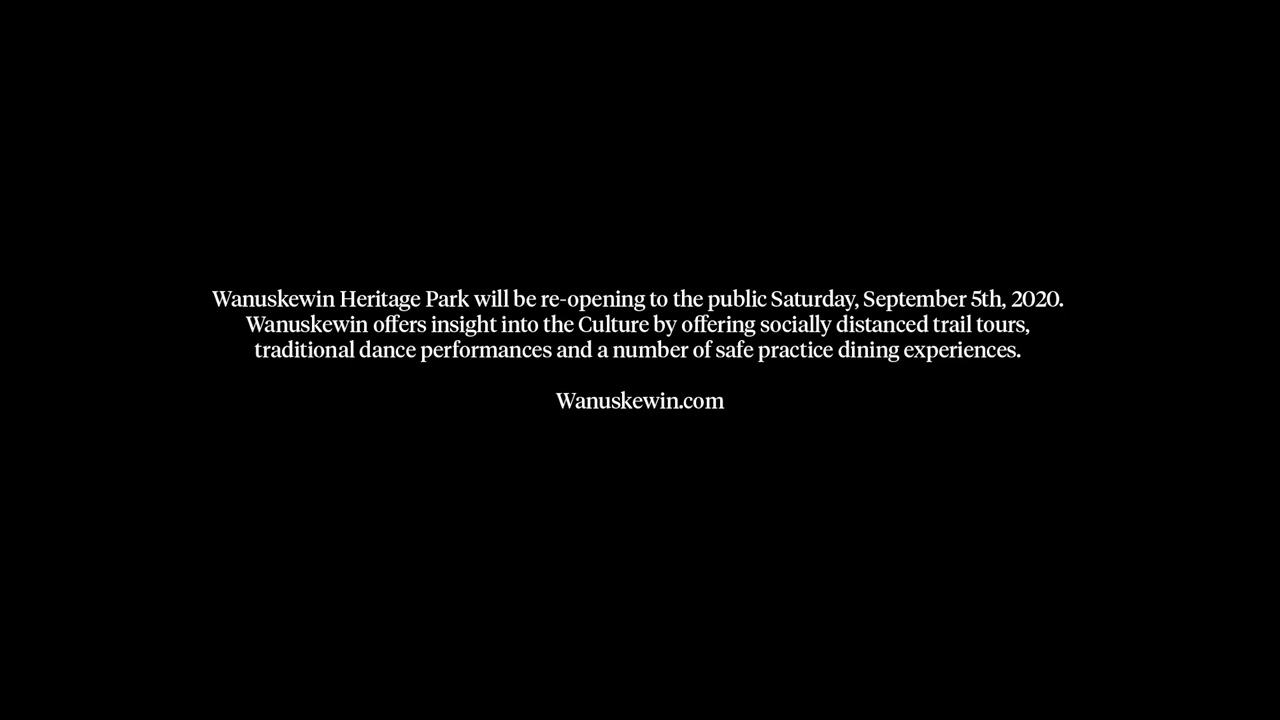 Wanuskewin Heritage Park will be re-opening to the public Saturday, September 5th, 2020.
Wanuskewin offers insight into the Culture by offering socially distanced trail tours,
traditional dance performances and a number of safe practice dining experiences.
Wanuskewin.com